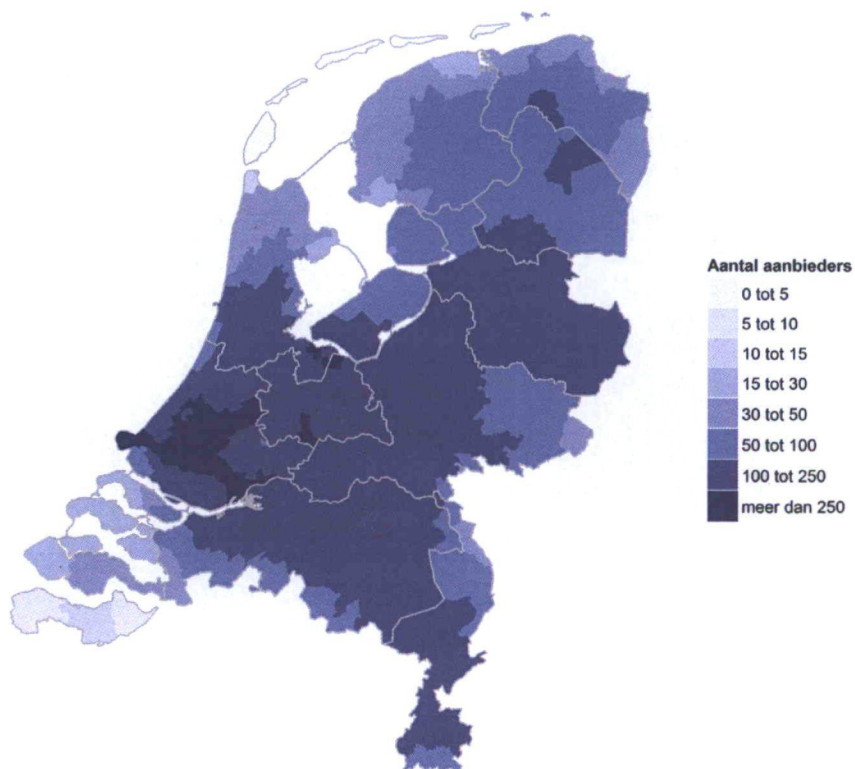 Aantal aanbieders
0 tot 5
5 tot 10
10 tot 15
15 tot 30
30 tot 50
50 tot 100
100 tot 250
meer dan 250